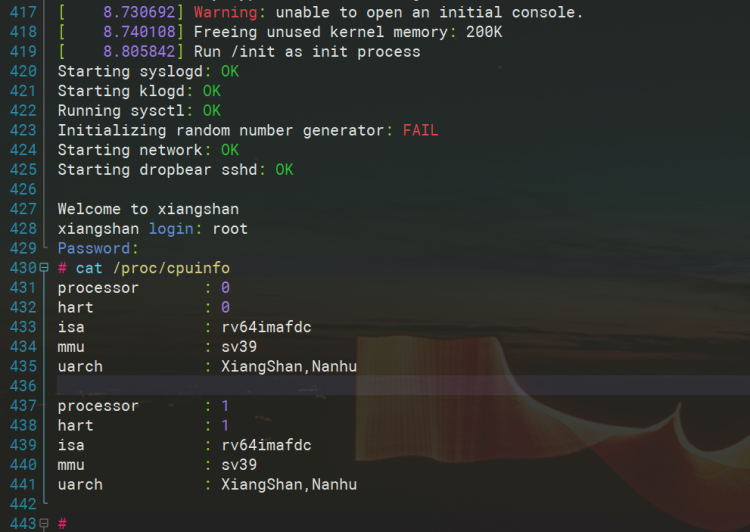 417 [    8.730692] Warning: unable to open an initial console.
418 [    8.740108] Freeing unused kernel memory: 200K
419 [    8.805842] Run /init as init process
420 Starting syslogd: OK
421 Starting klogd: OK
422 Running sysctl: OK
423 Initializing random number generator: FAIL
424 Starting network: OK
425 Starting dropbear sshd: OK
426
427 Welcome to xiangshan
428 xiangshan login: root
429 Password:
430 # cat /proc/cpuinfo
431 processor       : 0
432 hart            : 0
433 isa             : rv64imafdc
434 mmu             : sv39
435 uarch           : XiangShan,Nanhu
436
437 processor       : 1
438 hart            : 1
439 isa             : rv64imafdc
440 mmu             : sv39
441 uarch           : XiangShan,Nanhu
442
443 #